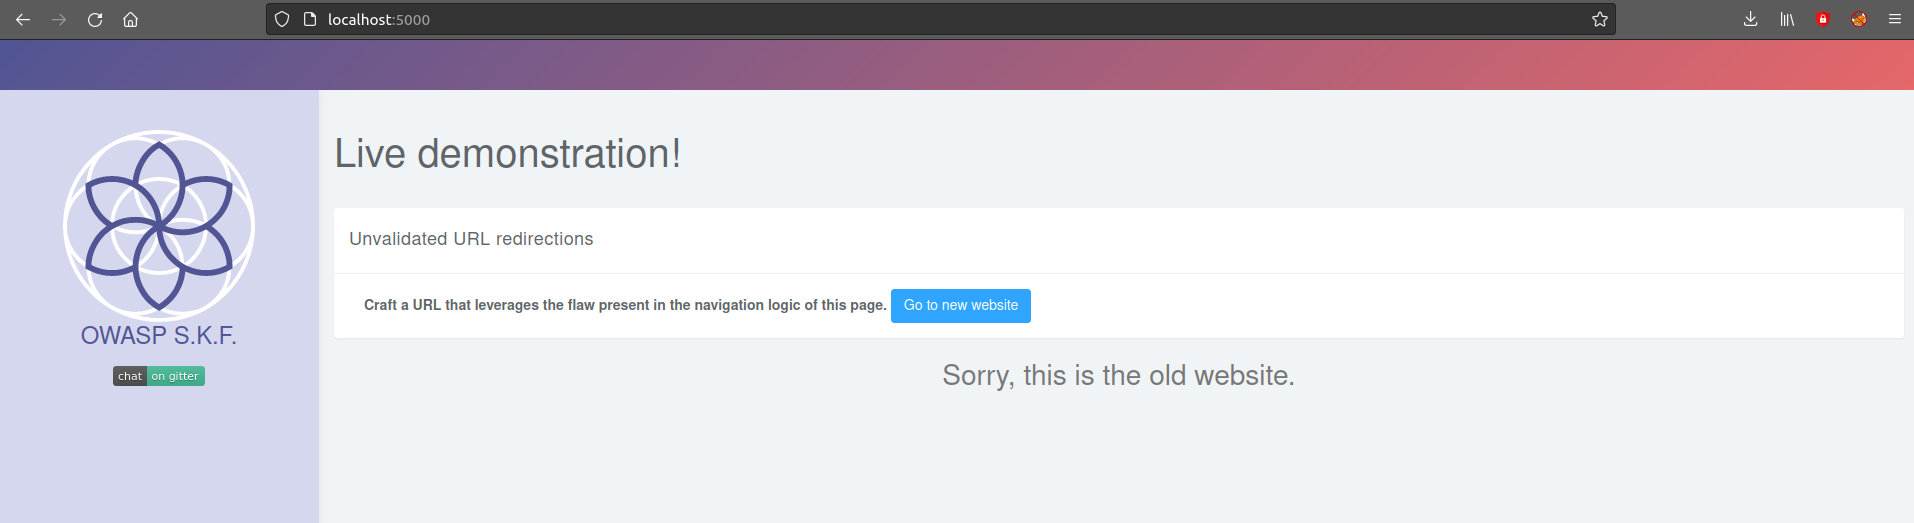 localhost:5000
Live demonstration!
Unvalidated URL redirections
Craft a URL that leverages the flaw present in the navigation logic of this page. Go to new website
OWASP S.K.F.
chat on gitter
Sorry, this is the old website.